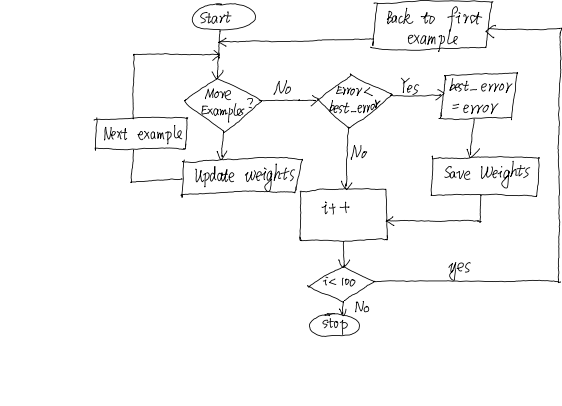 Start
Back to first
example
More
Examples?
No
Error<
best_error
Yes
best_error
= error
Next example
Update weights
No
Save Weights
i++
i<100
yes
No
stop